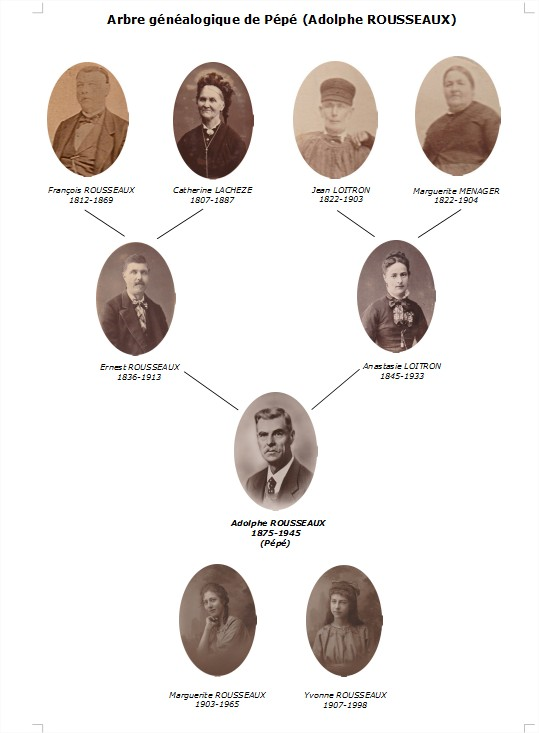 Arbre généalogique de Pépé (Adolphe ROUSSEAUX)
François ROUSSEAUX
1812-1869
Catherine LACHEZE
1807-1887
Jean LOITRON
1822-1903
Marguerite MENAGER
1822-1904
Ernest ROUSSEAUX
1836-1913
Anastasie LOITRON
1845-1933
Adolphe ROUSSEAUX
1875-1945
(Pépé)
Marguerite ROUSSEAUX
1903-1965
Yvonne ROUSSEAUX
1907-1998